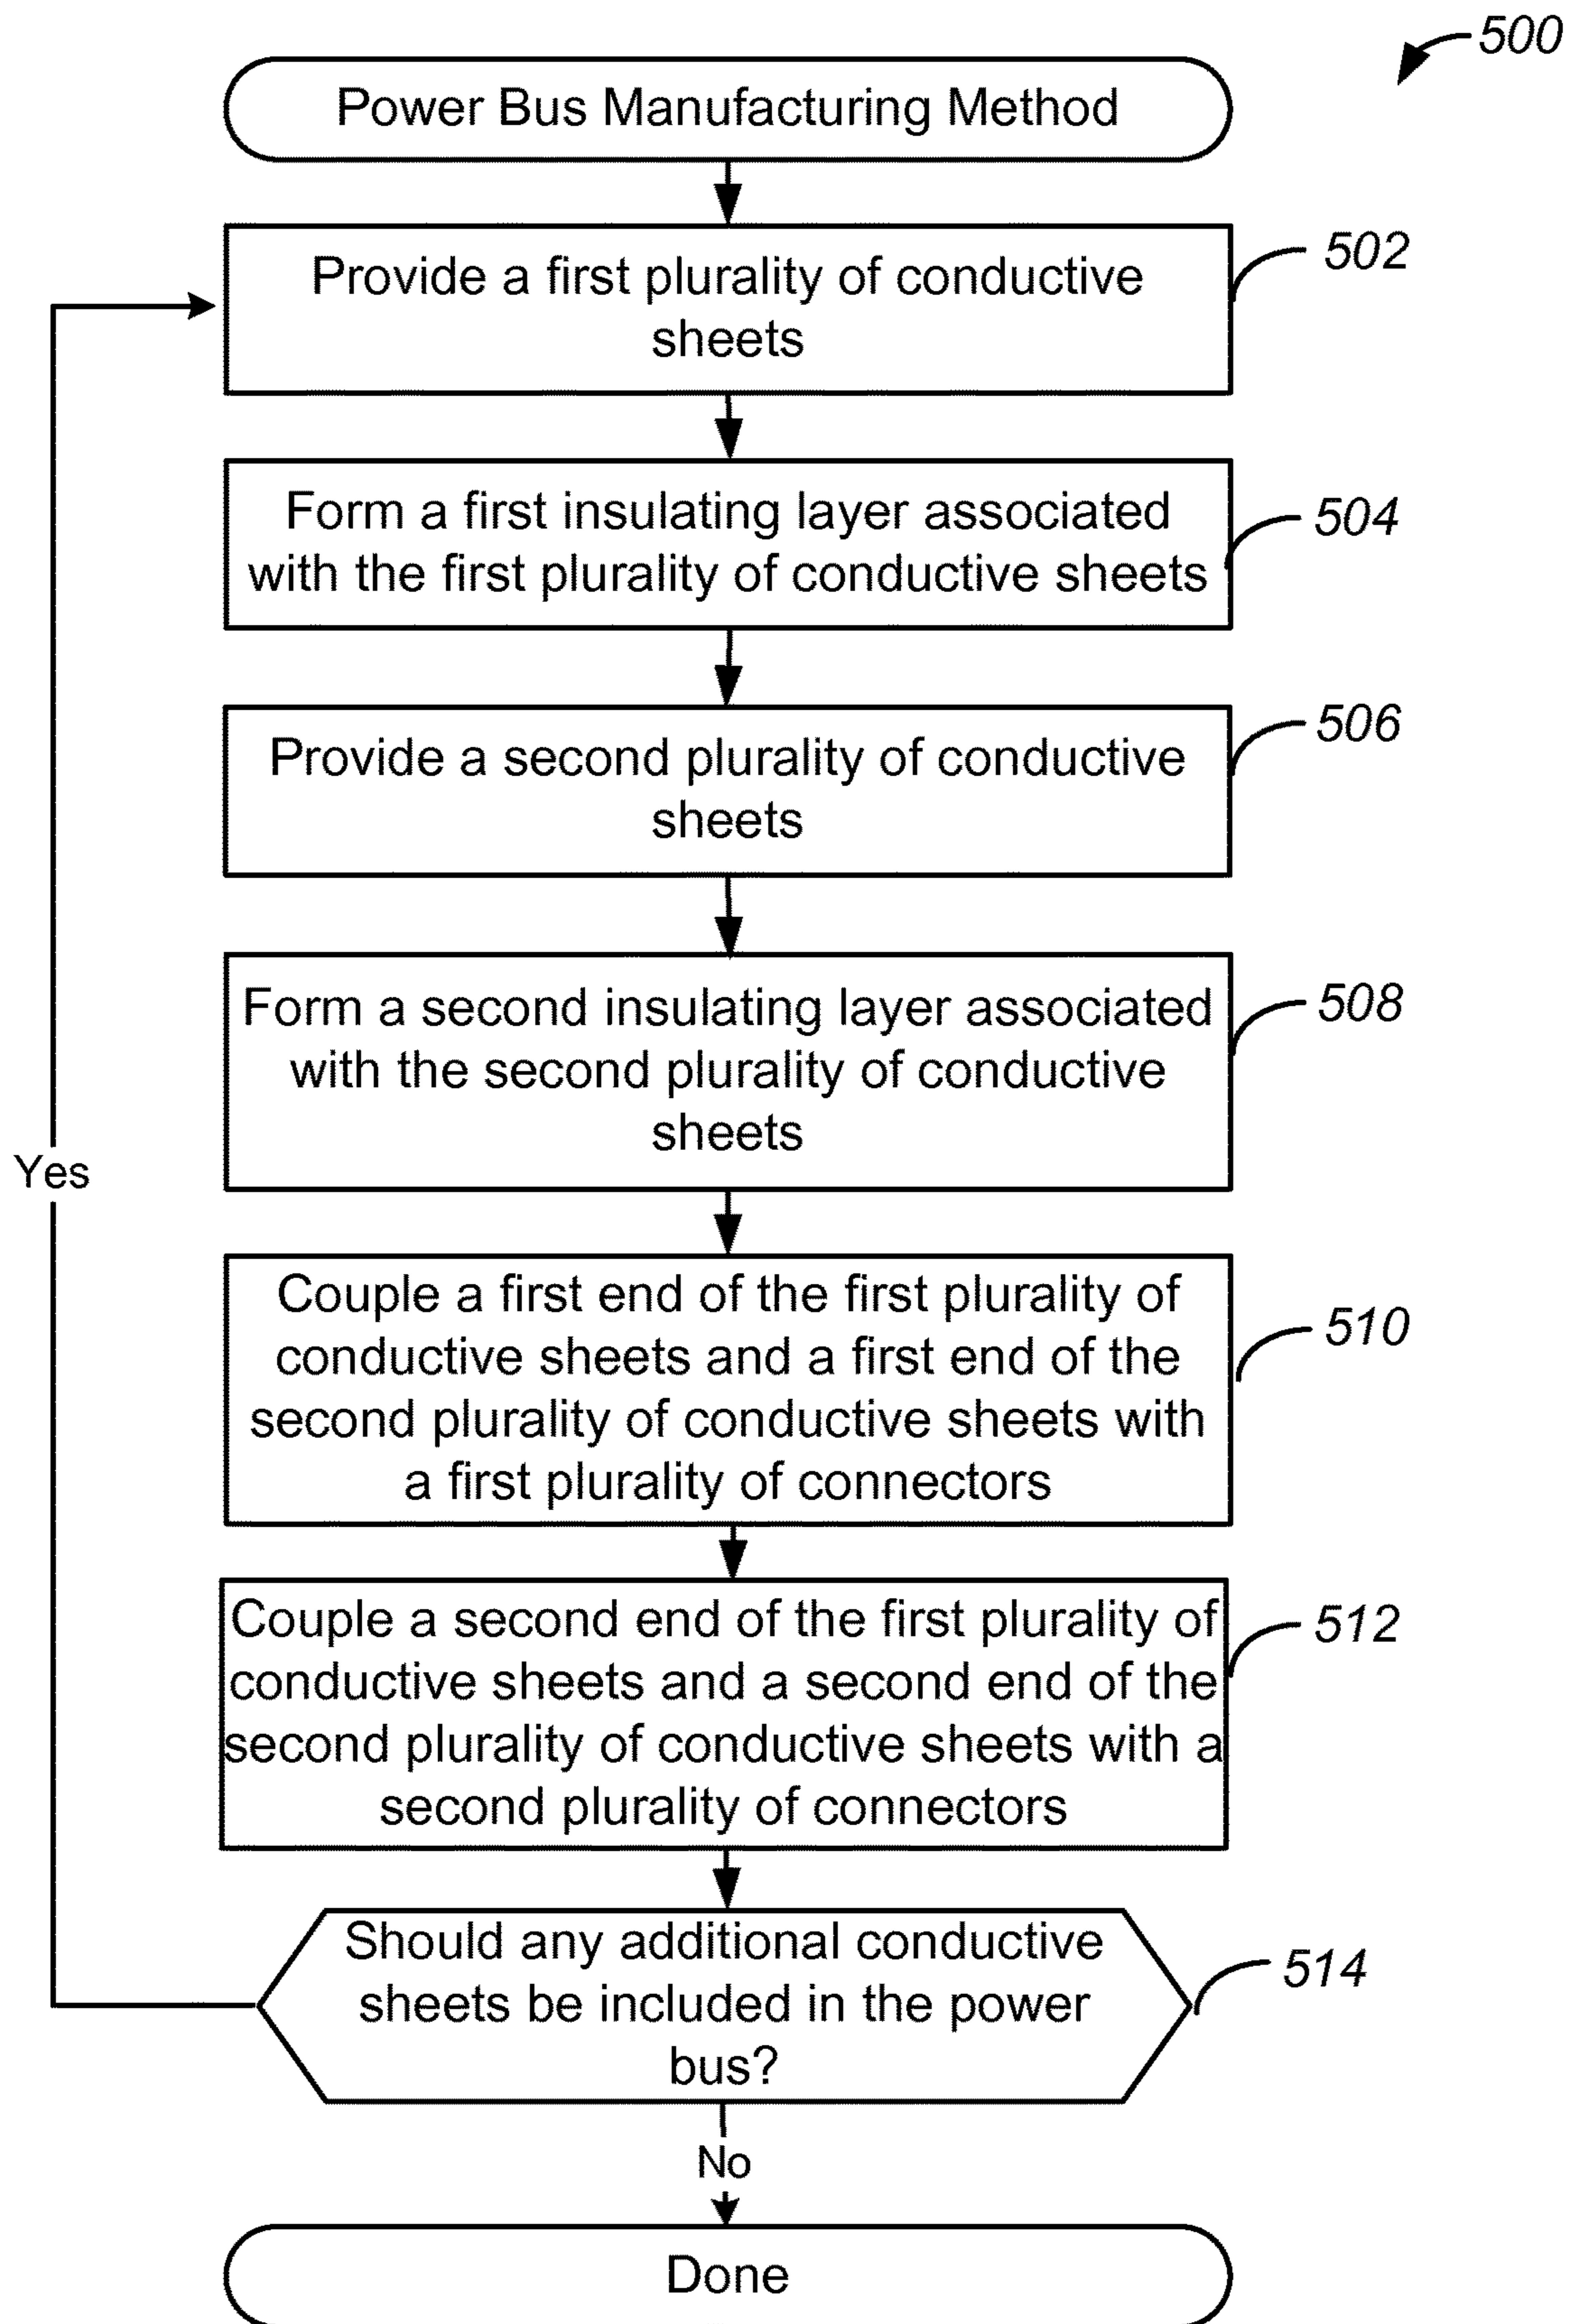 500
Power Bus Manufacturing Method
Provide a first plurality of conductive
sheets
502
Form a first insulating layer associated
with the first plurality of conductive sheets
504
Provide a second plurality of conductive
sheets
506
Form a second insulating layer associated
with the second plurality of conductive
sheets
508
Yes
Couple a first end of the first plurality of
conductive sheets and a first end of the
second plurality of conductive sheets with
a first plurality of connectors
510
Couple a second end of the first plurality of
conductive sheets and a second end of the
second plurality of conductive sheets with a
second plurality of connectors
512
Should any additional conductive
sheets be included in the power
bus?
514
No
Done